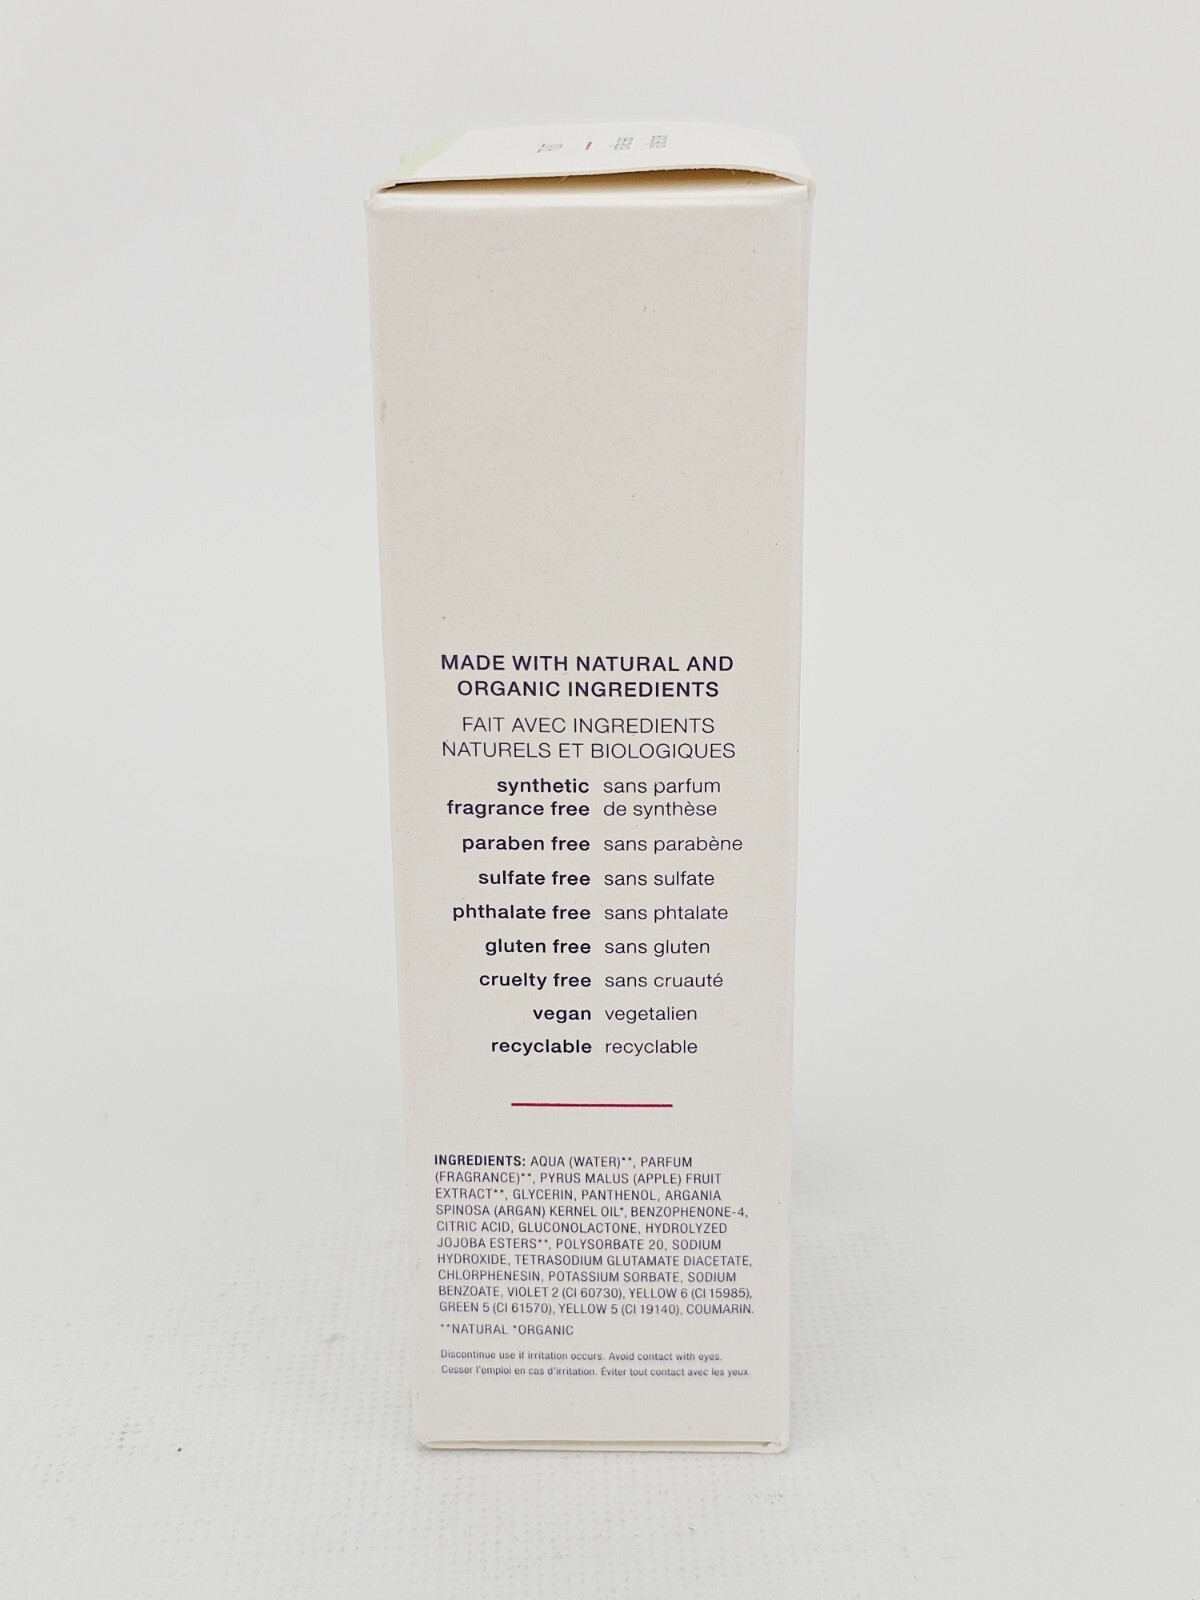 MADE WITH NATURAL AND
ORGANIC INGREDIENTS
FAIT AVEC INGREDIENTS
NATURELS ET BIOLOGIQUES
synthetic sans parfum
fragrance free de synthèse
paraben free sans parabène
sulfate free sans sulfate
phthalate free sans phtalate
gluten free sans gluten
cruelty free sans cruauté
vegan vegetalien
recyclable recyclable
INGREDIENTS: AQUA (WATER)**, PARFUM
(FRAGRANCE)**, PYRUS MALUS (APPLE) FRUIT
EXTRACT**, GLYCERIN, PANTHENOL, ARGANIA
SPINOSA (ARGAN) KERNEL OIL*, BENZOPHENONE-4,
CITRIC ACID, GLUCONOLACTONE, HYDROLYZED
JOJOBA ESTERS**, POLYSORBATE 20, SODIUM
HYDROXIDE, TETRASODIUM GLUTAMATE DIACETATE,
CHLORPHENESIN, POTASSIUM SORBATE, SODIUM
BENZOATE, VIOLET 2 (CI 60730), YELLOW 6 (CI 15985),
GREEN 5 (CI 61570), YELLOW 5 (CI 19140), COUMARIN.
**NATURAL *ORGANIC
Discontinue use if irritation occurs. Avoid contact with eyes.
Cesser l'emploi en cas d'irritation. Éviter tout contact avec les yeux.